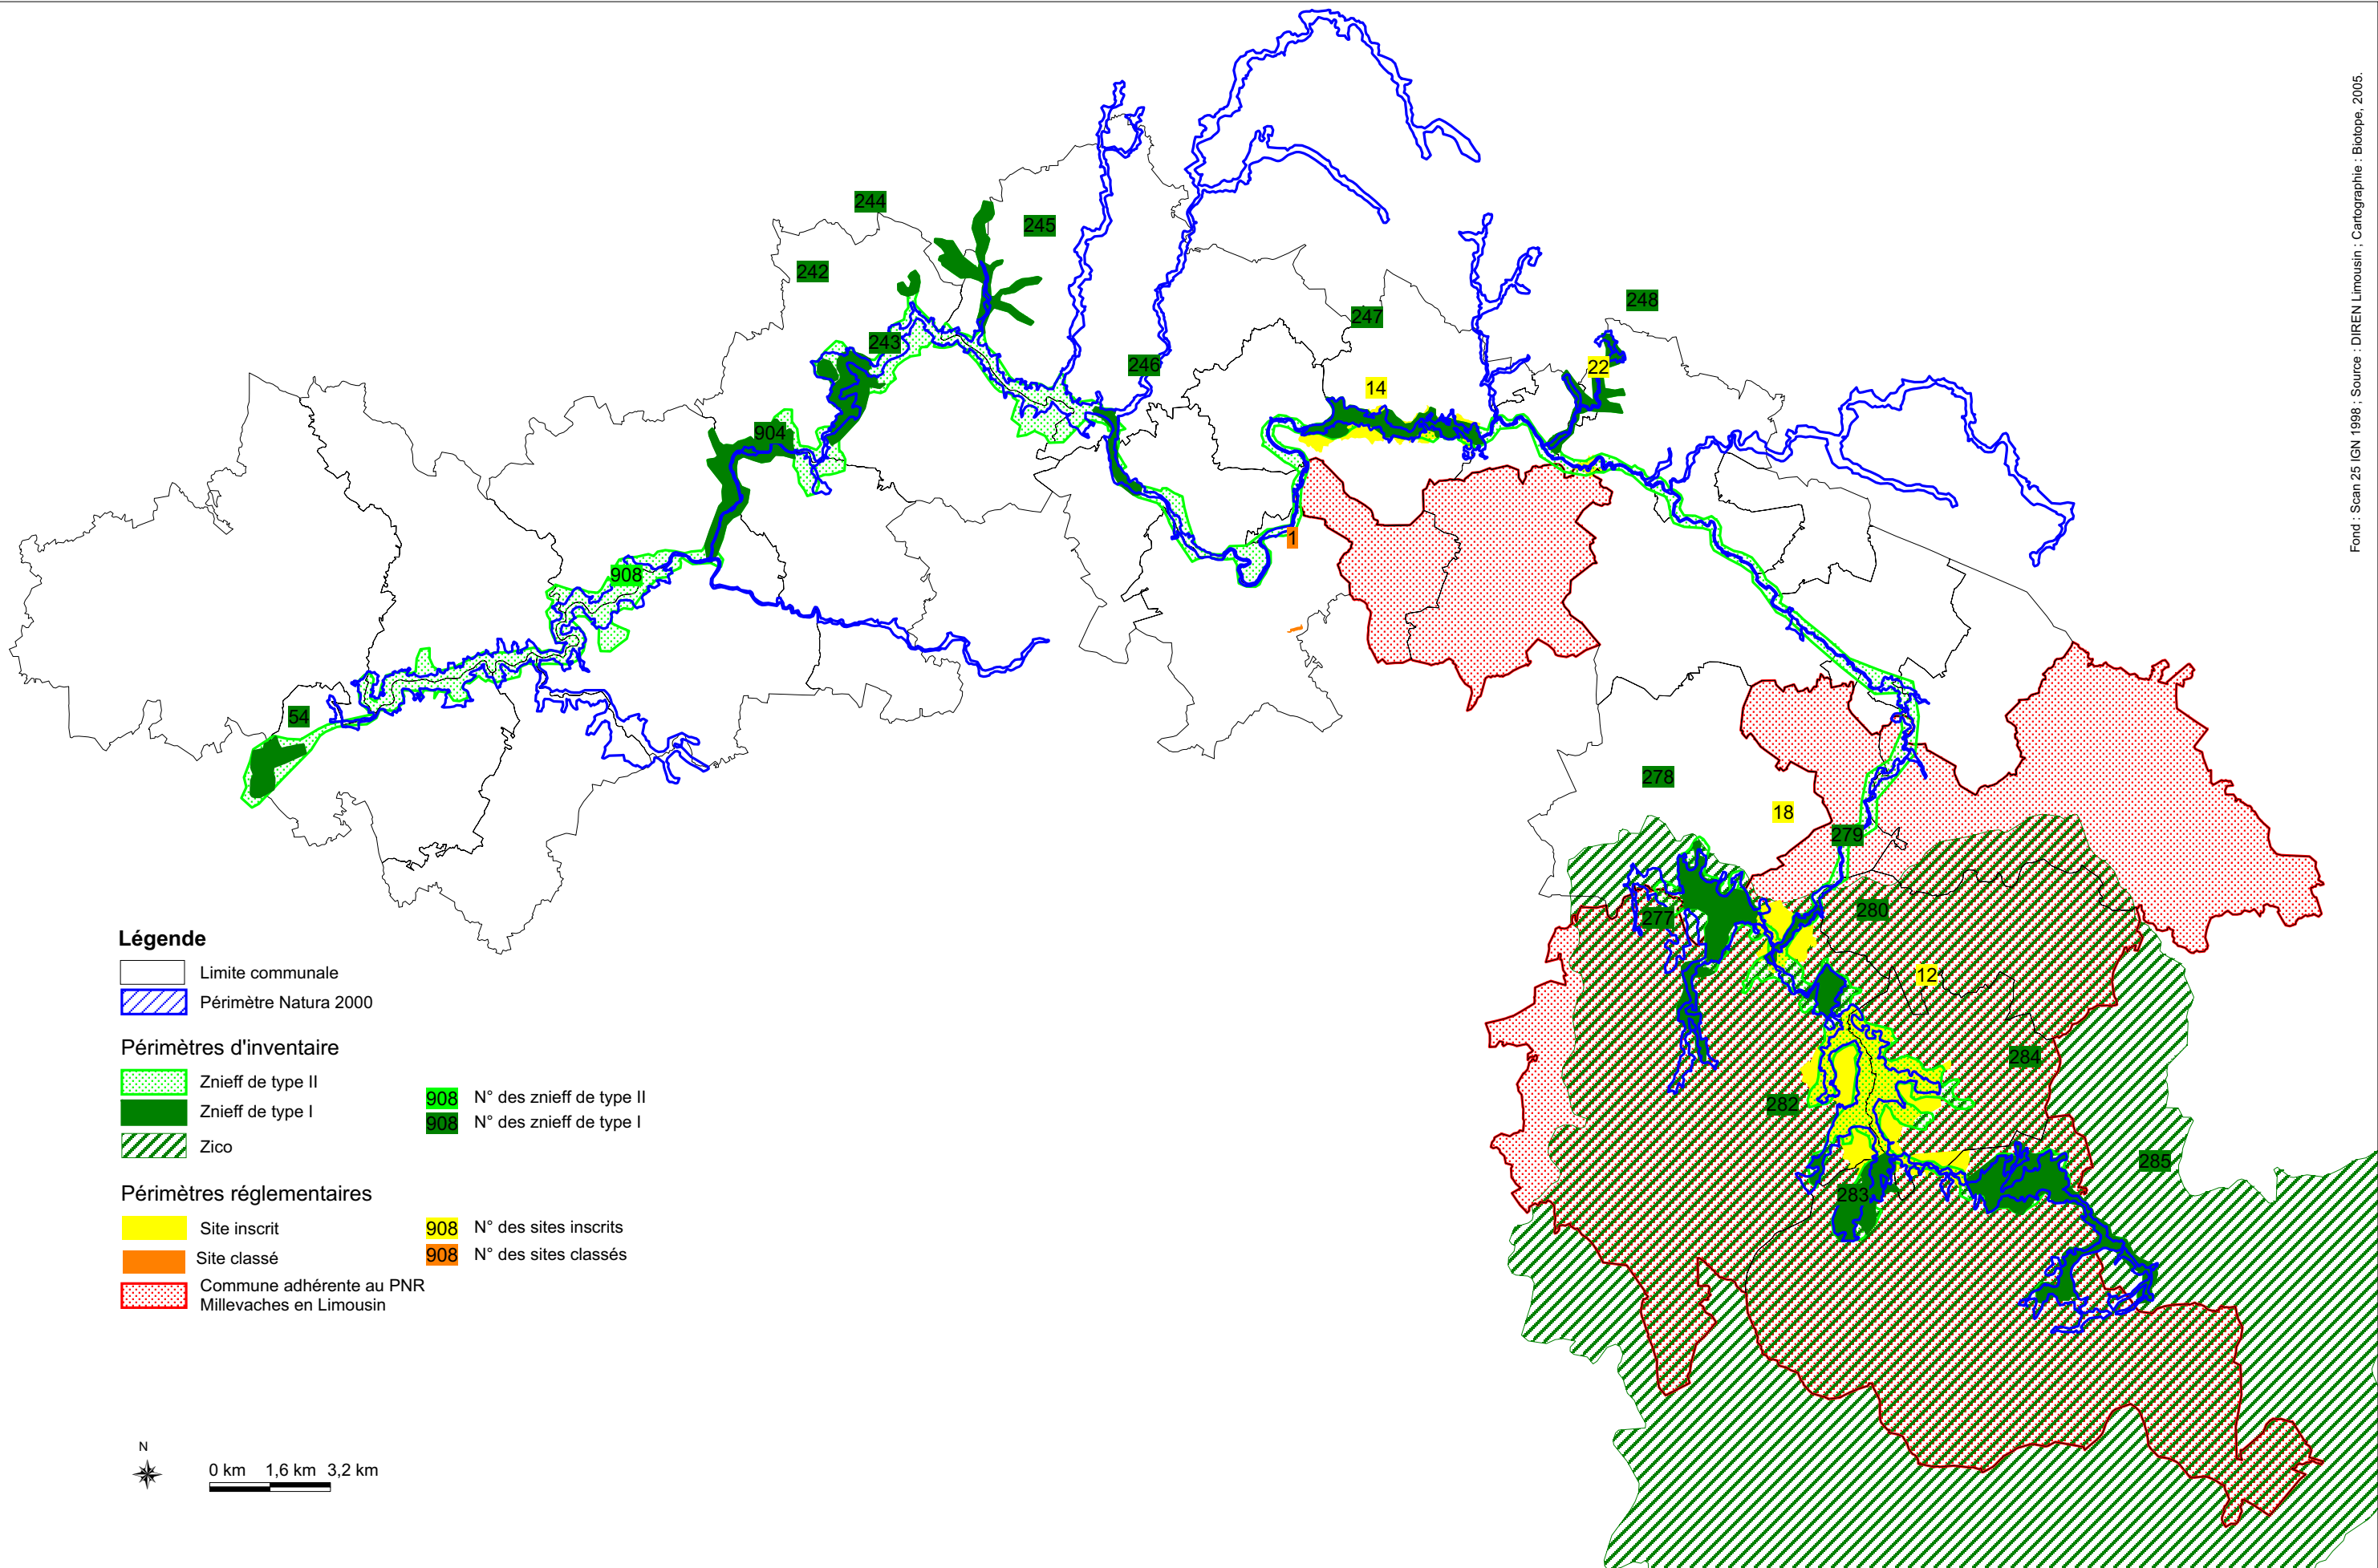 Fond : Scan 25 IGN 1998 ; Source : DIREN Limousin ; Cartographie : Biotope, 2005.
244
245
242
248
247
243
246
22
14
904
1
908
54
278
18
279
280
277
12
284
282
285
283
Légende
Limite communale
Périmètre Natura 2000
Périmètres d'inventaire
Znieff de type II
Znieff de type I
Zico
908 N° des znieff de type II
908 N° des znieff de type I
Périmètres réglementaires
Site inscrit
Site classé
Commune adhérente au PNR
Millevaches en Limousin
908 N° des sites inscrits
908 N° des sites classés
N
0 km 1,6 km 3,2 km